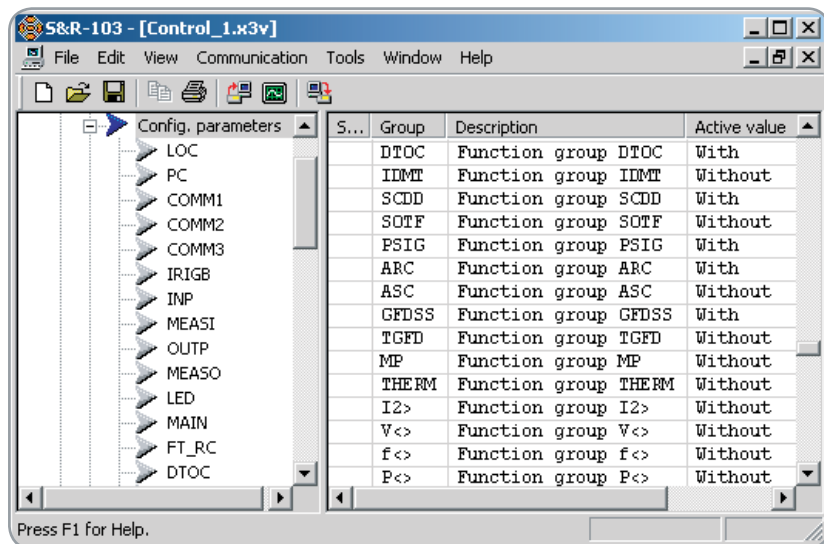 S&R-103 - [Control_1.x3v]
File Edit View Communication Tools Window Help
Config. parameters
LOC
PC
COMM1
COMM2
COMM3
IRIGB
INP
MEASI
OUTP
MEASO
LED
MAIN
FT_RC
DTOC
S... Group Description Active value
DTOC Function group DTOC With
IDMT Function group IDMT Without
SCDD Function group SCDD With
SOTF Function group SOTF Without
PSIG Function group PSIG With
ARC Function group ARC With
ASC Function group ASC Without
GFDSS Function group GFDSS With
TGFD Function group TGFD Without
MP Function group MP Without
THERM Function group THERM Without
I2> Function group I2> Without
V<> Function group V<> Without
f<> Function group f<> Without
P<> Function group P<> Without
Press F1 for Help.